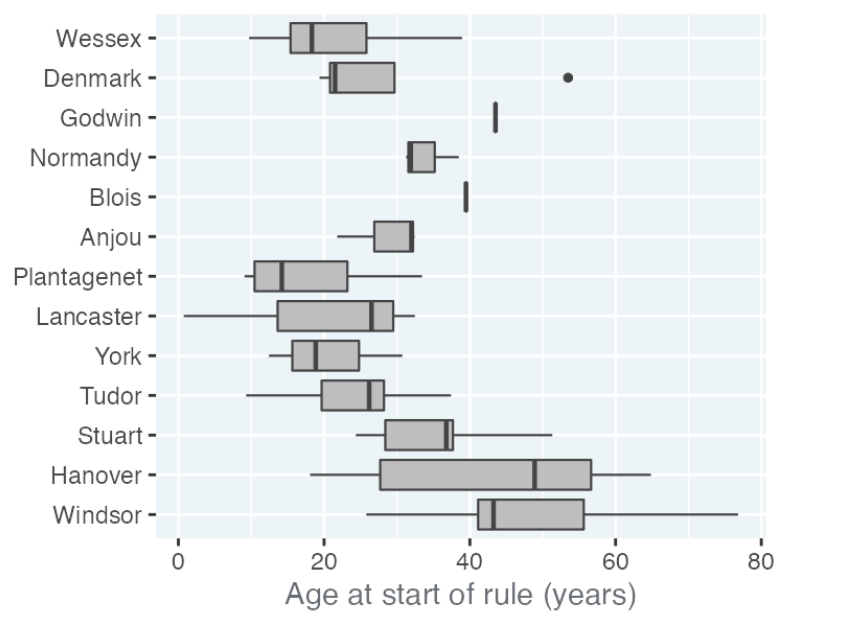 Wessex
Denmark
Godwin
Normandy
Blois
Anjou
Plantagenet
Lancaster
York
Tudor
Stuart
Hanover
Windsor
0 20 40 60 80
Age at start of rule (years)